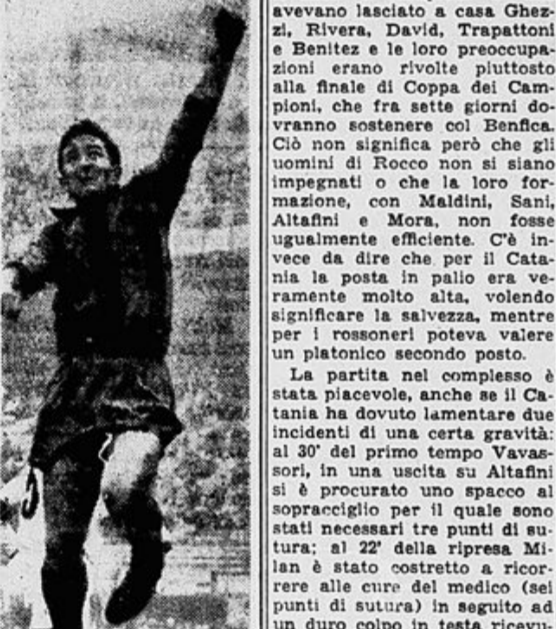 avevano lasciato a casa Ghez-
zi, Rivera, David, Trapattoni
e Benitez e le loro preoccupa-
zioni erano rivolte piuttosto
alla finale di Coppa dei Cam-
pioni, che fra sette giorni do-
vranno sostenere col Benfica.
Ciò non significa però che gli
uomini di Rocco non si siano
impegnati o che la loro for-
mazione, con Maldini, Sani,
Altafini e Mora, non fosse
ugualmente efficiente. C'è in-
vece da dire che per il Cata-
nia la posta in palio era ve-
ramente molto alta, volendo
significare la salvezza, mentre
per i rossoneri poteva valere
un platonico secondo posto.
La partita nel complesso è
stata piacevole, anche se il Ca-
tania ha dovuto lamentare due
incidenti di una certa gravità:
al 30' del primo tempo Vavas-
sori, in una uscita su Altafini
si è procurato uno spacco al
sopracciglio per il quale sono
stati necessari tre punti di su-
tura; al 22' della ripresa Mi-
lan è stato costretto a ricor-
rere alle cure del medico (sei
punti di sutura) in seguito ad
un duro colpo in testa ricevu-